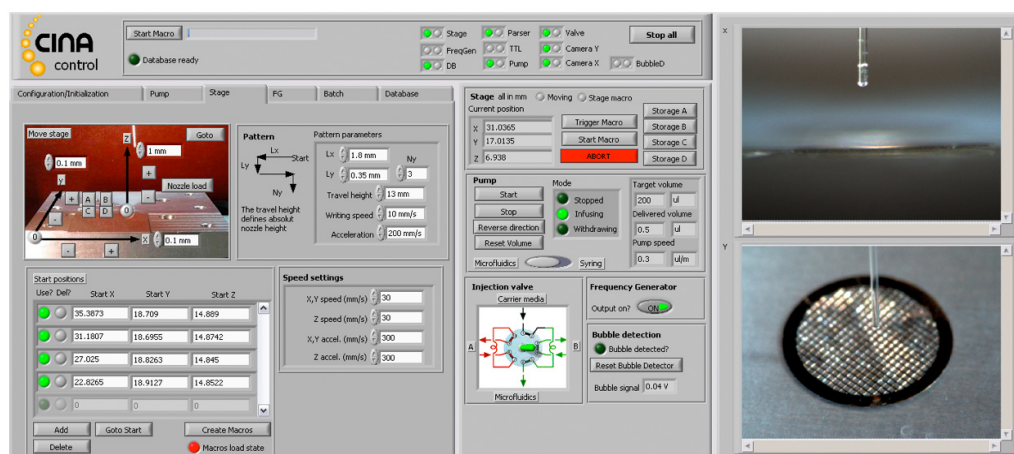 CINA
control
Start Macro
Database ready
Stage
Parser
Valve
FreqGen
TTL
Camera Y
DB
Pump
Camera X
BubbleD
Stop all
Configuration/Initialization
Pump
Stage
FG
Batch
Database
Move stage
Goto
Z
1 mm
0.1 mm
y
+
-
A
B
C
D
0
+
-
Nozzle load
0
X
0.1 mm
-
+
Pattern
Lx
Start
Ly
Ny
The travel height
defines absolut
nozzle height
Pattern parameters
Lx
1.8 mm
Ny
Ly
0.35 mm
3
Travel height
13 mm
Writing speed
10 mm/s
Acceleration
200 mm/s
Start positions
Use?
Del?
Start X
Start Y
Start Z
35.3873
18.709
14.889
31.1807
18.6955
14.8742
27.025
18.8263
14.845
22.8265
18.9127
14.8522
0
0
0
Add
Goto Start
Create Macros
Delete
Macros load state
Speed settings
X,Y speed (mm/s)
30
Z speed (mm/s)
30
X,Y accel. (mm/s)
300
Z accel. (mm/s)
300
Stage all in mm
Moving
Stage macro
Current position
X
31.0365
Y
17.0135
Z
6.938
Trigger Macro
Start Macro
ABORT
Storage A
Storage B
Storage C
Storage D
Pump
Start
Stop
Reverse direction
Reset Volume
Mode
Stopped
Infusing
Withdrawing
Microfluidics
Syring
Target volume
200
ul
Delivered volume
0.5
ul
Pump speed
0.3
ul/m
Injection valve
Carrier media
A
B
Microfluidics
Frequency Generator
Output on?
ON
Bubble detection
Bubble detected?
Reset Bubble Detector
Bubble signal
0.04 V
X
Y